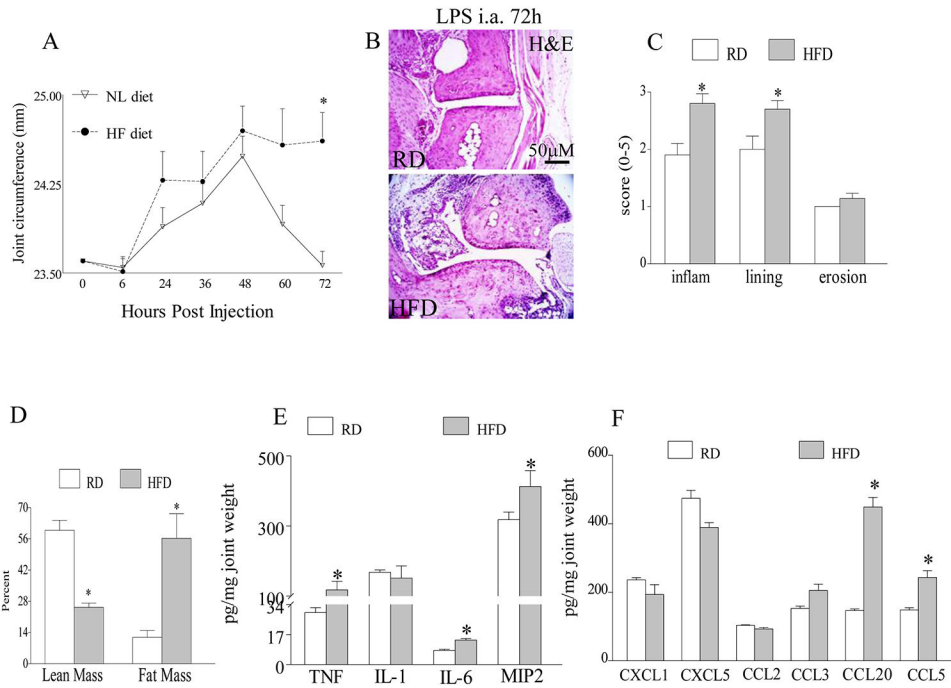 LPS i.a. 72h
A
NL diet
HF diet
*
Joint circumference (mm)
25.00
24.25
23.50
0 6 24 36 48 60 72
Hours Post Injection
B
H&E
RD
50µM
HFD
C
RD HFD
score (0-5)
3
2
1
0
* *
inflam lining erosion
D
RD HFD
Percent
70
56
42
28
14
0
* *
Lean Mass Fat Mass
E
RD HFD
pg/mg joint weight
500
300
100
34
17
0
* * *
TNF IL-1 IL-6 MIP2
F
RD HFD
pg/mg joint weight
600
400
200
0
* *
CXCL1 CXCL5 CCL2 CCL3 CCL20 CCL5